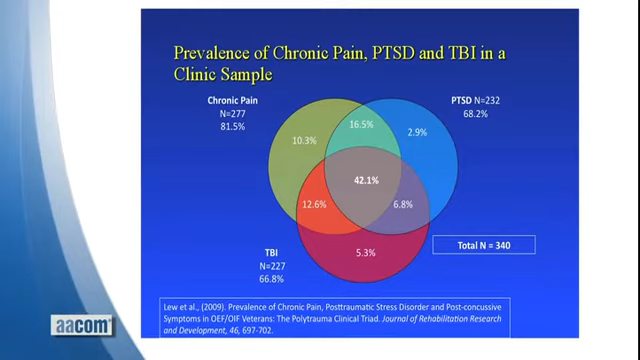 Prevalence of Chronic Pain, PTSD and TBI in a
Clinic Sample
Chronic Pain
N=277
81.5%
PTSD N=232
68.2%
16.5%
2.9%
10.3%
42.1%
12.6%
6.8%
5.3%
TBI
N=227
66.8%
Total N = 340
Lew et al., (2009). Prevalence of Chronic Pain, Posttraumatic Stress Disorder and Post-concussive
Symptoms in OEF/OIF Veterans: The Polytrauma Clinical Triad. Journal of Rehabilitation Research
and Development, 46, 697-702.
aacom